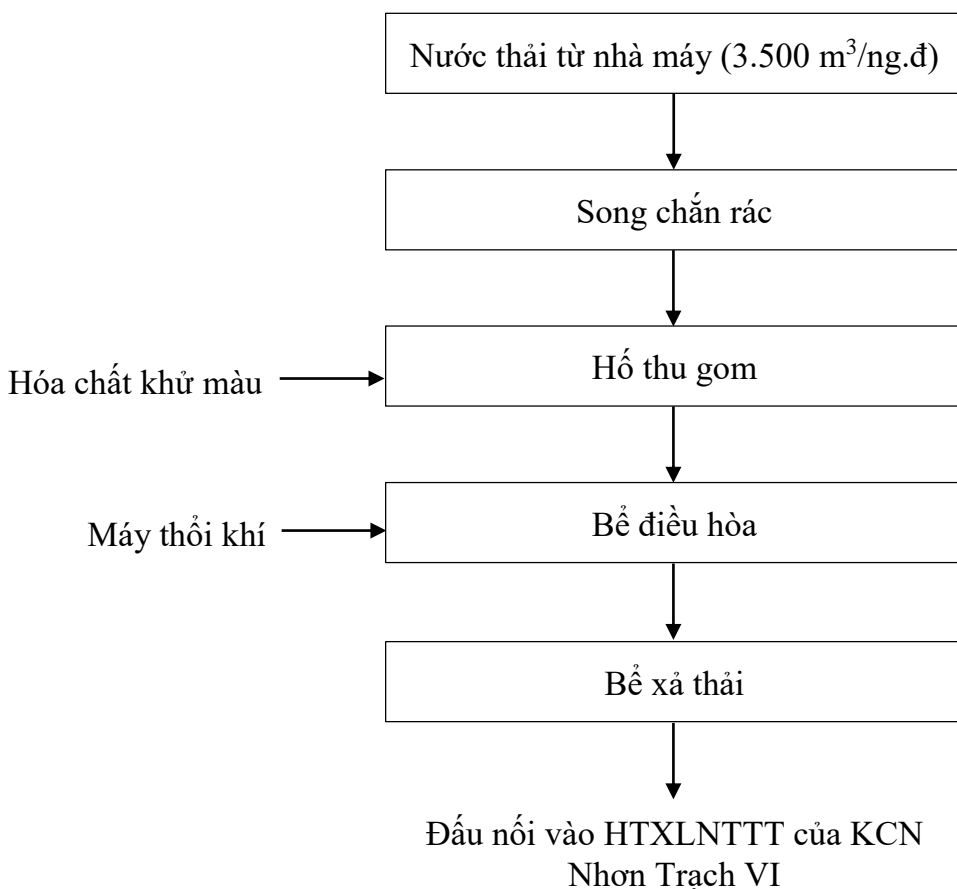 Nước thải từ nhà máy (3.500 m³/ng.đ)
Song chắn rác
Hóa chất khử màu
Hố thu gom
Máy thổi khí
Bể điều hòa
Bể xả thải
Đấu nối vào HTXLNTTT của KCN
Nhơn Trạch VI